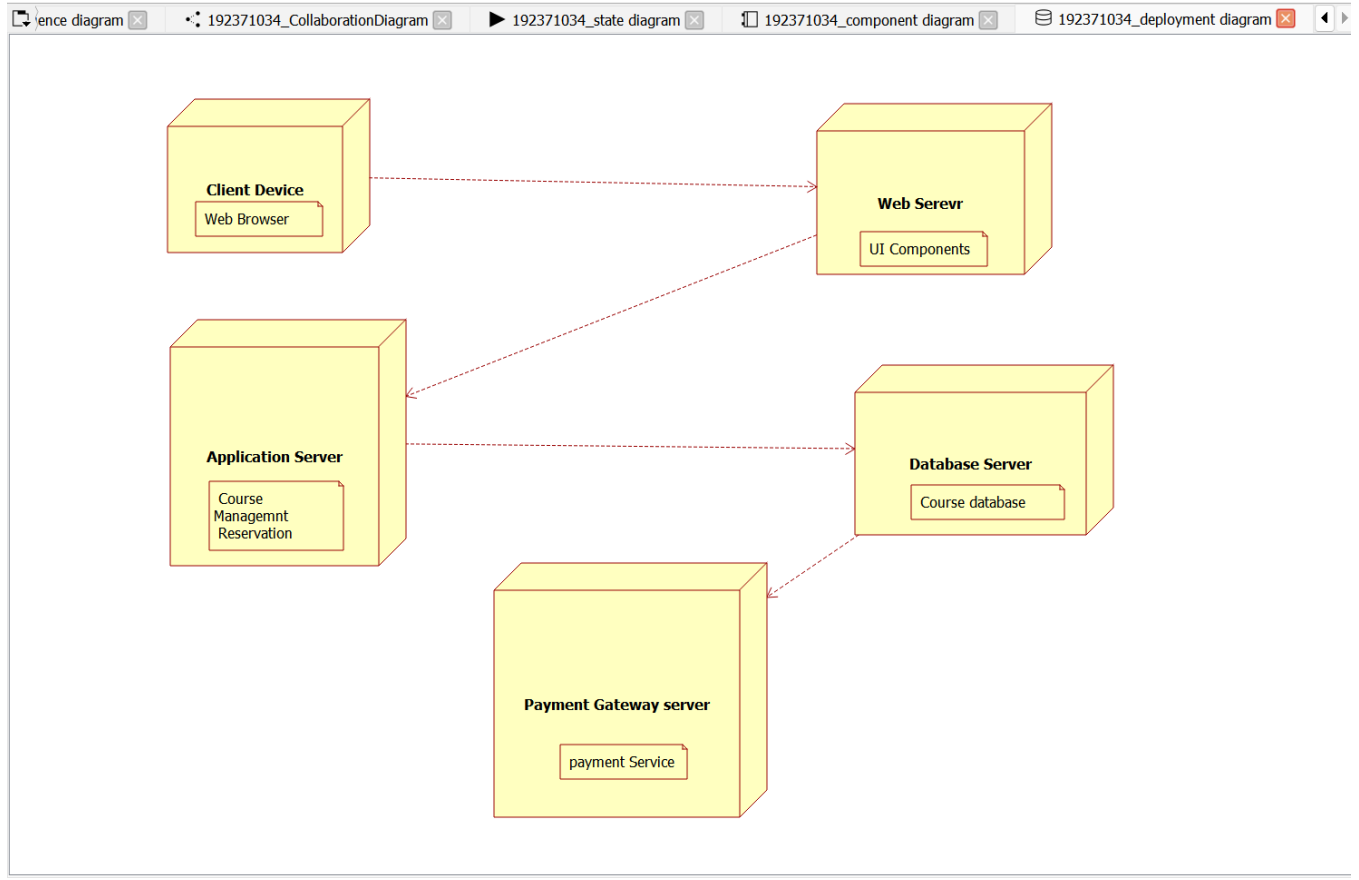 ence diagram
192371034_CollaborationDiagram
192371034_state diagram
192371034_component diagram
192371034_deployment diagram
Client Device
Web Browser
Web Serevr
UI Components
Application Server
Course
Managemnt
Reservation
Database Server
Course database
Payment Gateway server
payment Service